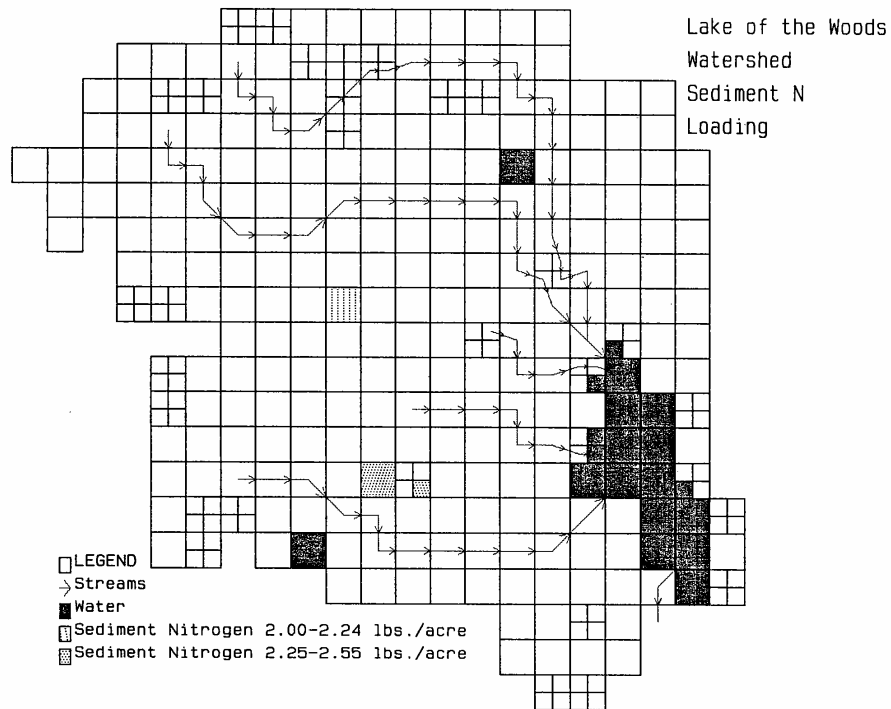 Lake of the Woods
Watershed
Sediment N
Loading
LEGEND
Streams
Water
Sediment Nitrogen 2.00-2.24 lbs./acre
Sediment Nitrogen 2.25-2.55 lbs./acre